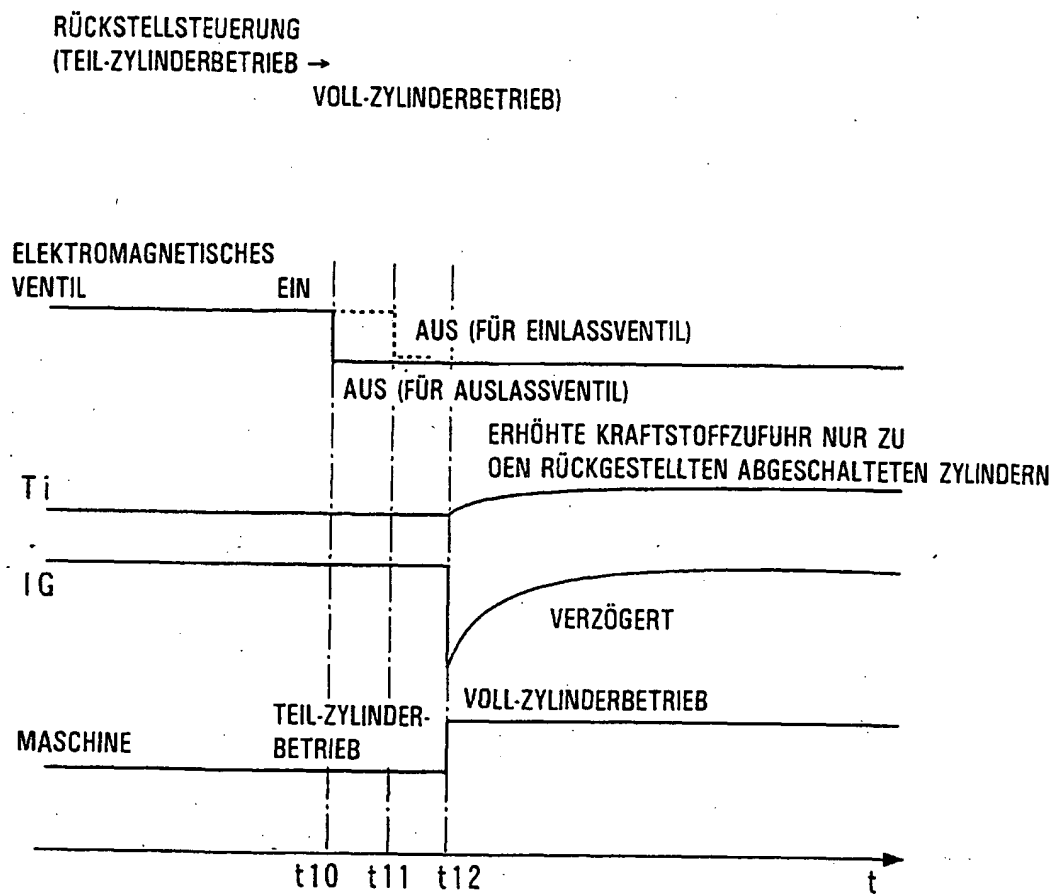 RÜCKSTELLSTEUERUNG
(TEIL-ZYLINDERBETRIEB →
VOLL-ZYLINDERBETRIEB)
ELEKTROMAGNETISCHES
VENTIL EIN
AUS (FÜR EINLASSVENTIL)
AUS (FÜR AUSLASSVENTIL)
ERHÖHTE KRAFTSTOFFZUFUHR NUR ZU
OEN RÜCKGESTELLTEN ABGESCHALTETEN ZYLINDERN
Ti
IG
VERZÖGERT
VOLL-ZYLINDERBETRIEB
TEIL-ZYLINDER-
BETRIEB
MASCHINE
t10 t11 t12 t